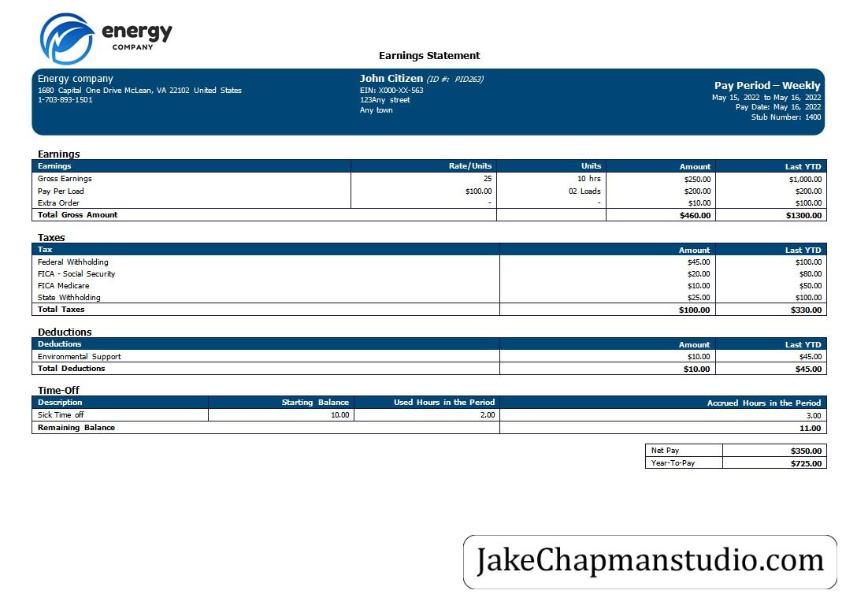 energy
COMPANY
Earnings Statement
Energy company
1680 Capital One Drive McLean, VA 22102 United States
1-703-893-1501
John Citizen (ID #: PID263)
EIN: X000-XX-563
123Any street
Any town
Pay Period – Weekly
May 15, 2022 to May 16, 2022
Pay Date: May 16, 2022
Stub Number: 1400
Earnings
Earnings Rate/Units Units Amount Last YTD
Gross Earnings 25 10 hrs $250.00 $1,000.00
Pay Per Load $100.00 02 Loads $200.00 $200.00
Extra Order - - $10.00 $100.00
Total Gross Amount $460.00 $1300.00
Taxes
Tax Amount Last YTD
Federal Withholding $45.00 $100.00
FICA - Social Security $20.00 $80.00
FICA Medicare $10.00 $50.00
State Withholding $25.00 $100.00
Total Taxes $100.00 $330.00
Deductions
Deductions Amount Last YTD
Environmental Support $10.00 $45.00
Total Deductions $10.00 $45.00
Time-Off
Description Starting Balance Used Hours in the Period Accrued Hours in the Period
Sick Time off 10.00 2.00 3.00
Remaining Balance 11.00
Net Pay $350.00
Year-To-Pay $725.00
JakeChapmanstudio.com